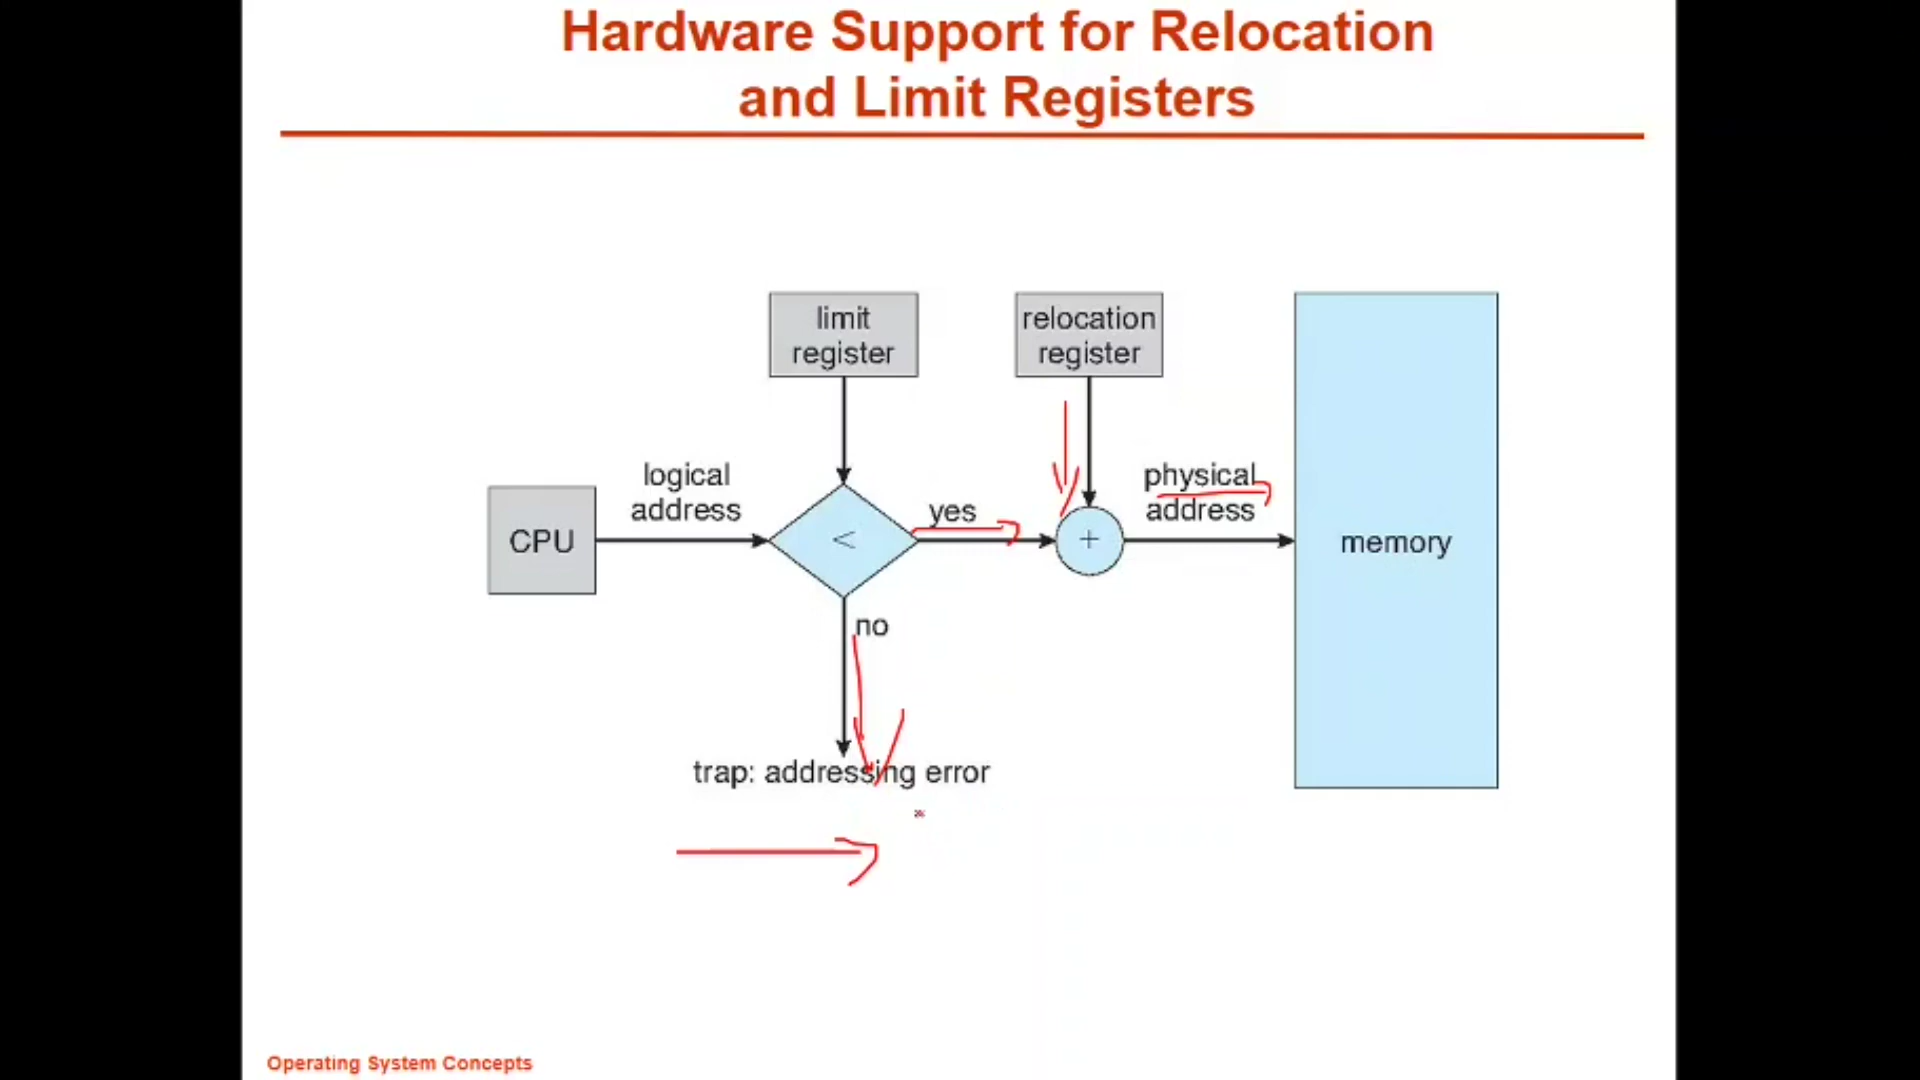 Hardware Support for Relocation
and Limit Registers
limit
register
relocation
register
logical
address
physical
address
CPU
<
yes
+
memory
no
trap: addressing error
Operating System Concepts